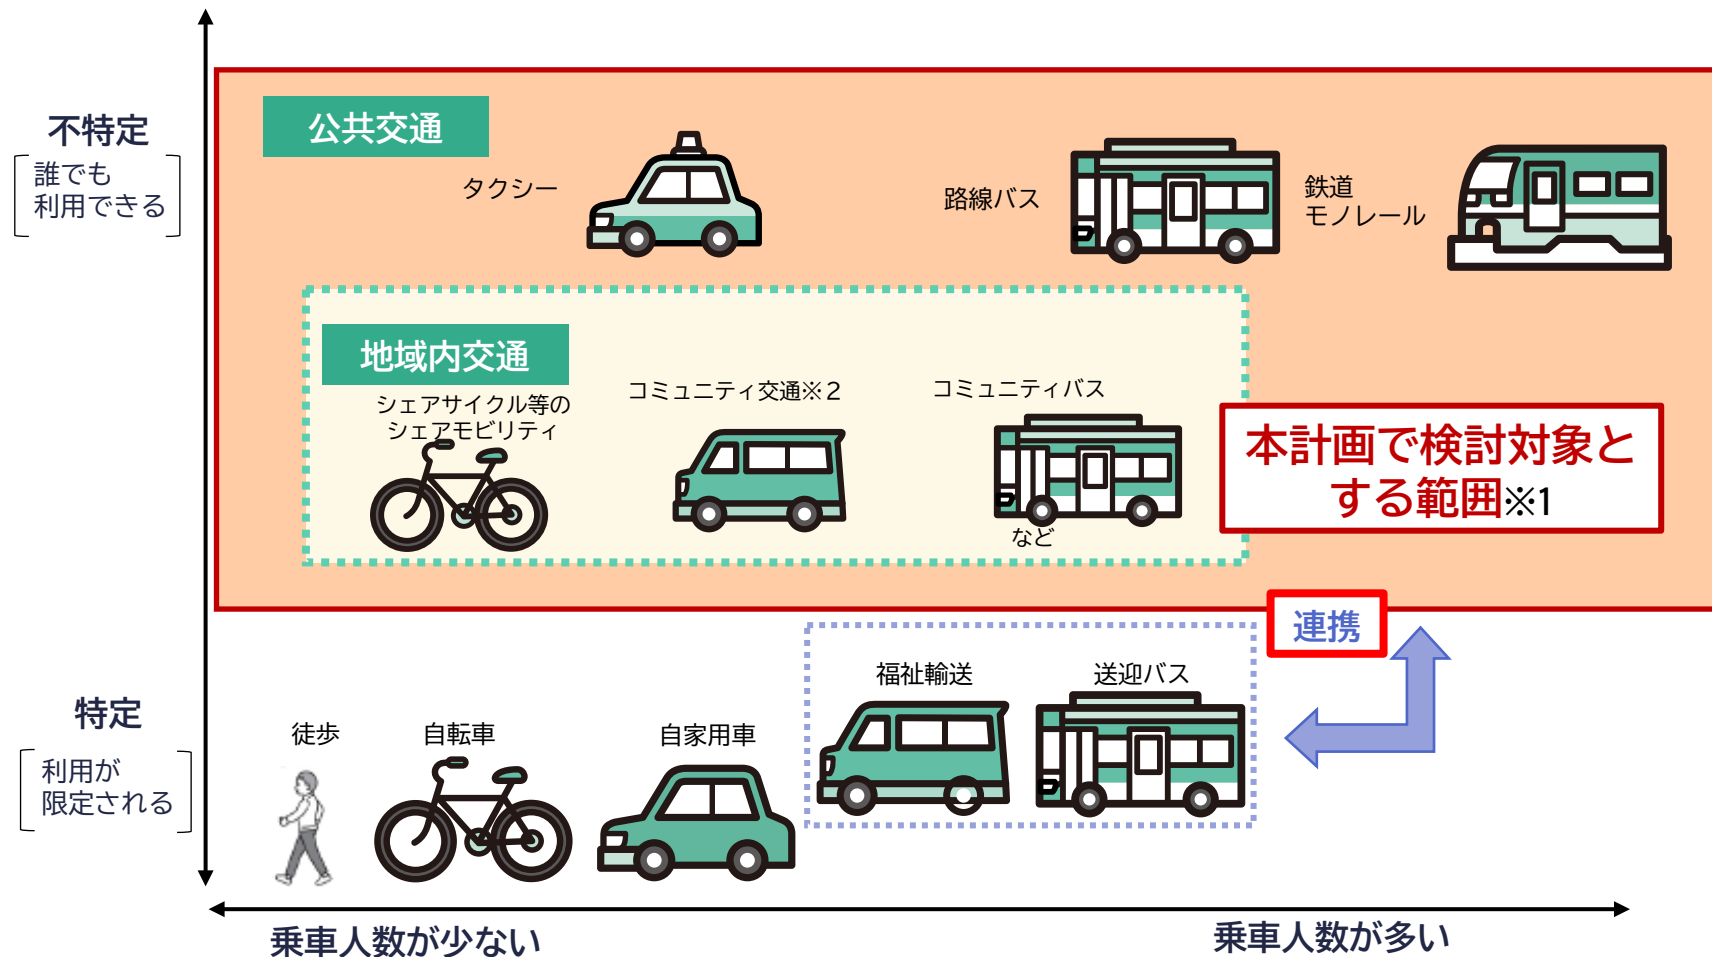 不特定
誰でも
利用できる
公共交通
タクシー
路線バス
鉄道
モノレール
地域内交通
シェアサイクル等の
シェアモビリティ
コミュニティ交通※2
コミュニティバス
など
本計画で検討対象と
する範囲※1
連携
特定
利用が
限定される
徒歩
自転車
自家用車
福祉輸送
送迎バス
乗車人数が少ない
乗車人数が多い